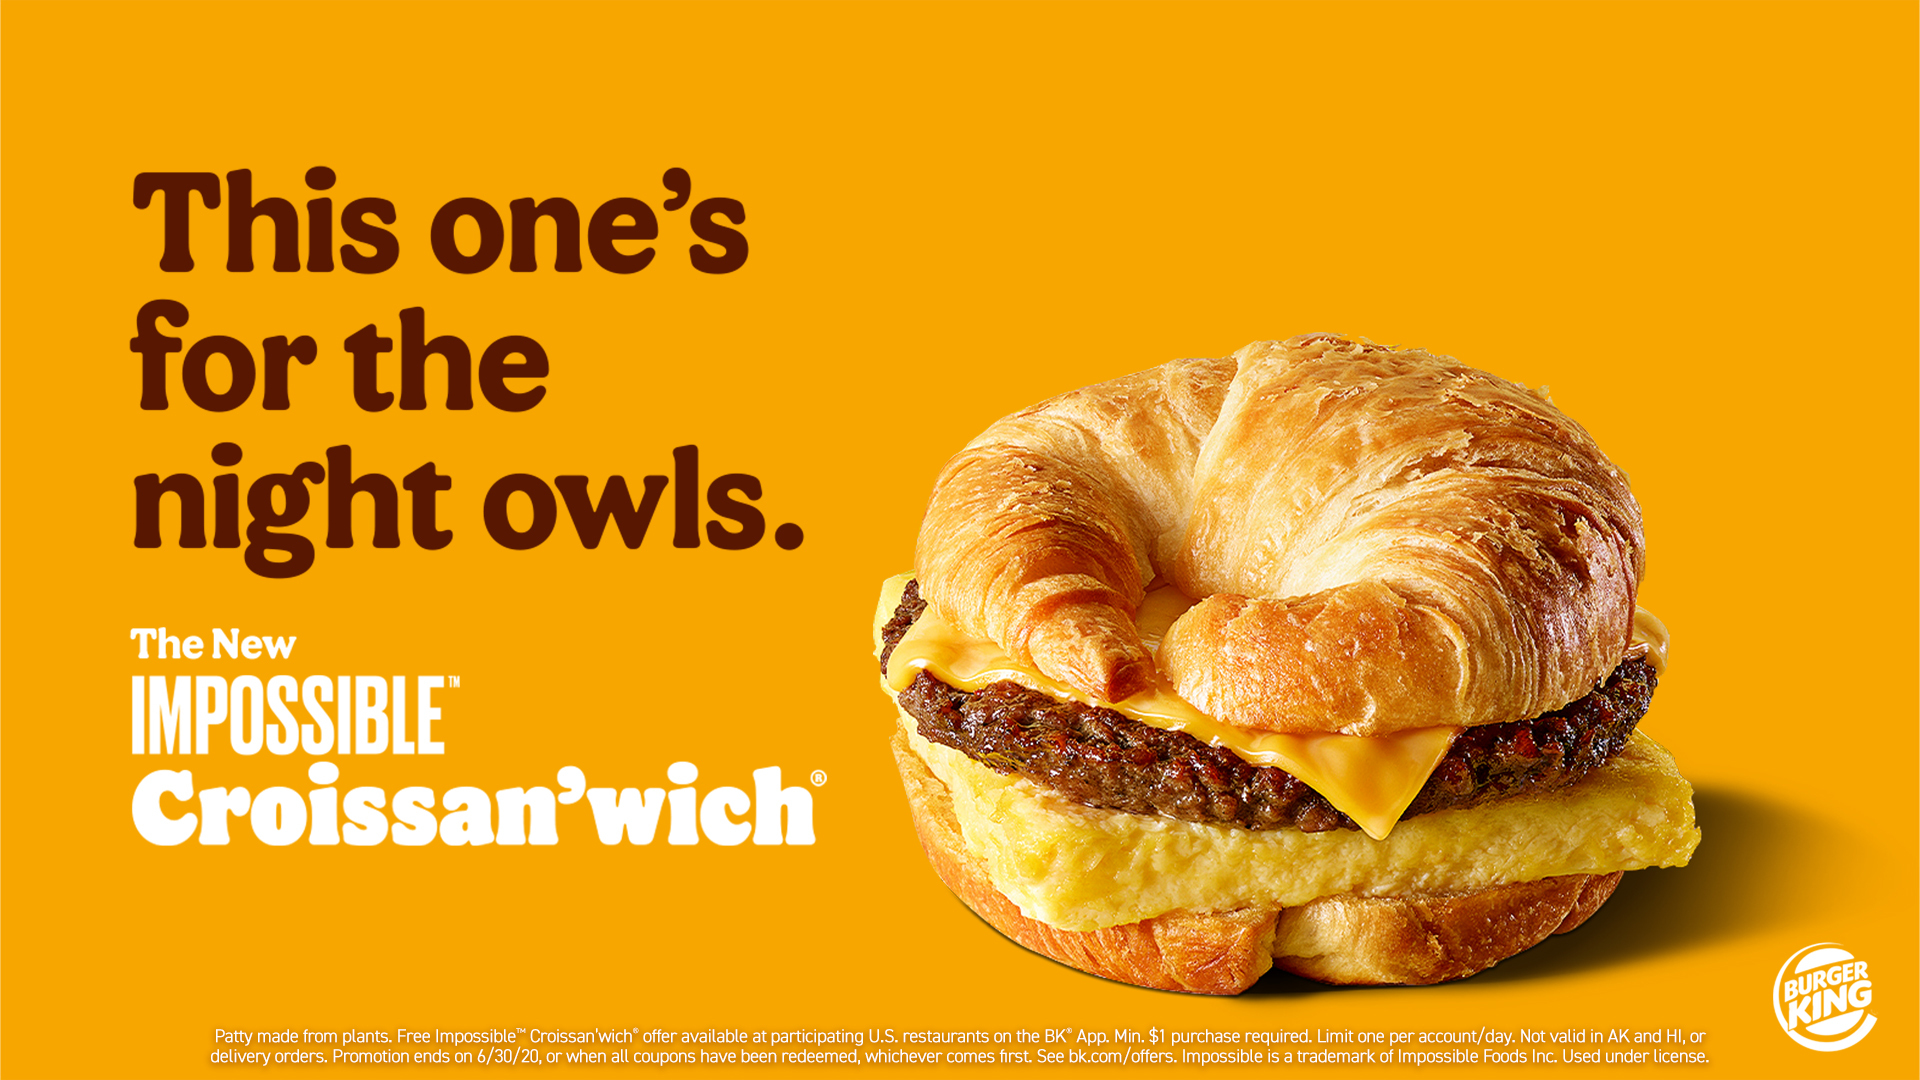 This one's
for the
night owls.
The New
IMPOSSIBLE™
Croissan'wich®
BURGER
KING
Patty made from plants. Free Impossible™ Croissan'wich® offer available at participating U.S. restaurants on the BK® App. Min. $1 purchase required. Limit one per account/day. Not valid in AK and HI, or
delivery orders. Promotion ends on 6/30/20, or when all coupons have been redeemed, whichever comes first. See bk.com/offers. Impossible is a trademark of Impossible Foods Inc. Used under license.